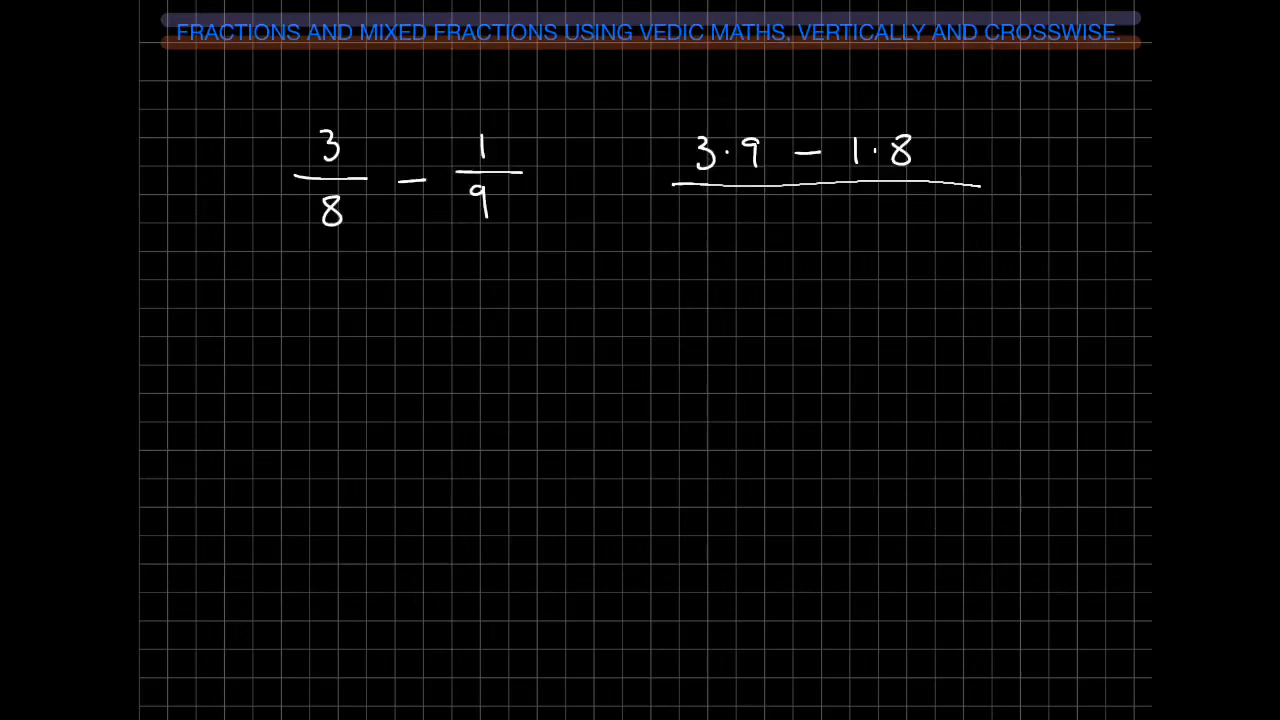 FRACTIONS AND MIXED FRACTIONS USING VEDIC MATHS, VERTICALLY AND CROSSWISE.
3/8 − 1/9
3·9 − 1·8